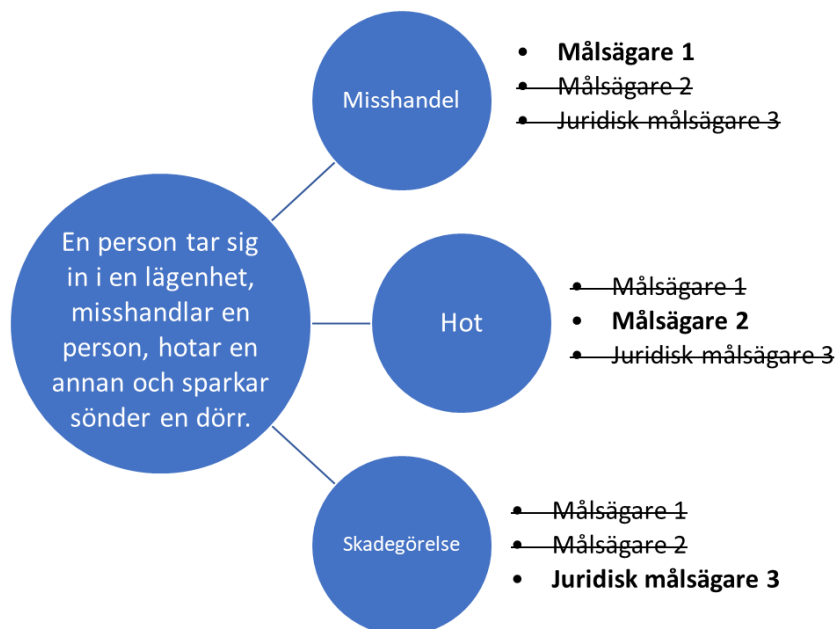 En person tar sig
in i en lägenhet,
misshandlar en
person, hotar en
annan och sparkar
sönder en dörr.
Misshandel
• Målsägare 1
• Målsägare 2
• Juridisk målsägare 3
Hot
• Målsägare 1
• Målsägare 2
• Juridisk målsägare 3
Skadegörelse
• Målsägare 1
• Målsägare 2
• Juridisk målsägare 3